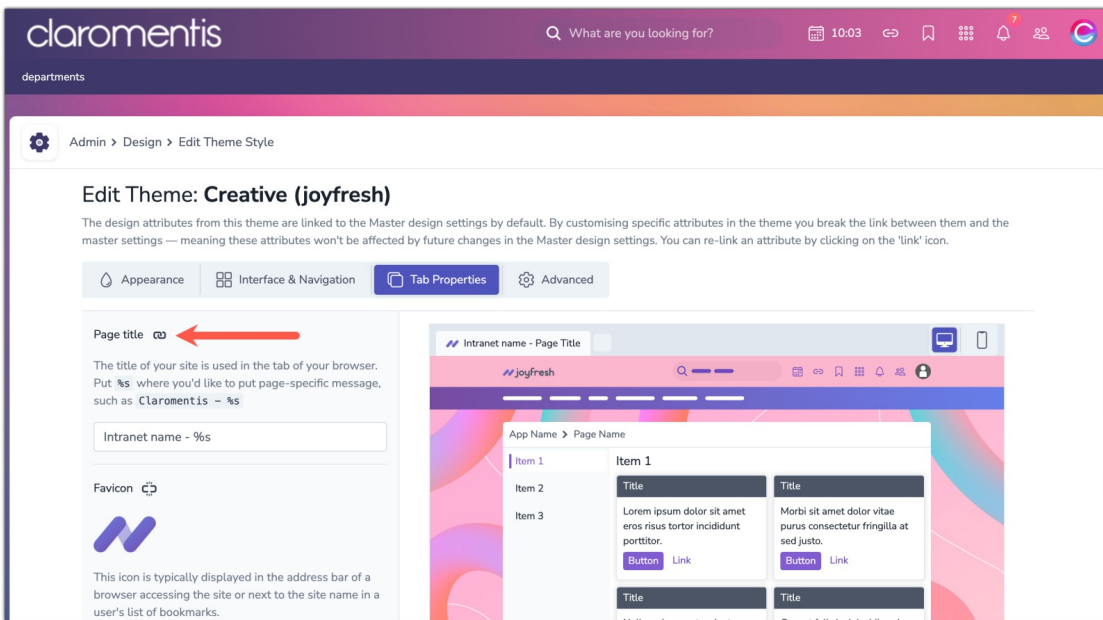 claromentis
What are you looking for?
10:03
7
departments
Admin > Design > Edit Theme Style
Edit Theme: Creative (joyfresh)
The design attributes from this theme are linked to the Master design settings by default. By customising specific attributes in the theme you break the link between them and the
master settings — meaning these attributes won't be affected by future changes in the Master design settings. You can re-link an attribute by clicking on the 'link' icon.
Appearance
Interface & Navigation
Tab Properties
Advanced
Page title
The title of your site is used in the tab of your browser.
Put %s where you'd like to put page-specific message,
such as Claromentis – %s
Intranet name - %s
Favicon
This icon is typically displayed in the address bar of a
browser accessing the site or next to the site name in a
user's list of bookmarks.
Intranet name - Page Title
joyfresh
App Name > Page Name
Item 1
Item 2
Item 3
Item 1
Title
Lorem ipsum dolor sit amet
eros risus tortor incididunt
porttitor.
Button Link
Title
Morbi sit amet dolor vitae
purus consectetur fringilla at
sed justo.
Button Link
Title
Title